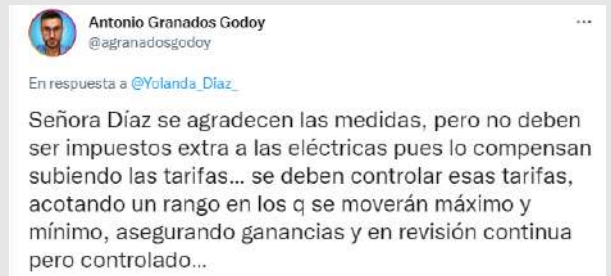 Antonio Granados Godoy
@agranadosgodoy
...
En respuesta a @Yolanda_Díaz_
Señora Díaz se agradecen las medidas, pero no deben
ser impuestos extra a las eléctricas pues lo compensan
subiendo las tarifas... se deben controlar esas tarifas,
acotando un rango en los q se moverán máximo y
mínimo, asegurando ganancias y en revisión continua
pero controlado...